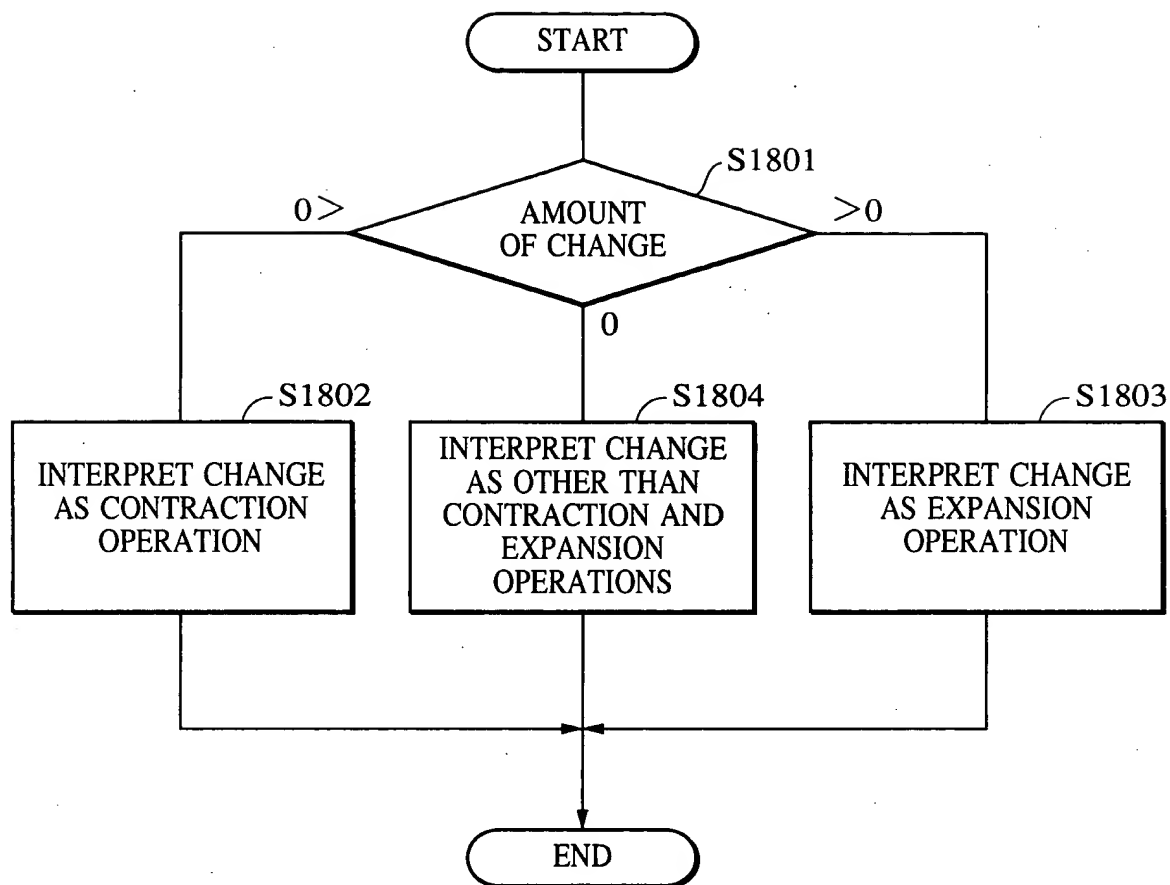 START
S1801
0>
AMOUNT
OF CHANGE
>0
0
S1802
INTERPRET CHANGE
AS CONTRACTION
OPERATION
S1804
INTERPRET CHANGE
AS OTHER THAN
CONTRACTION AND
EXPANSION
OPERATIONS
S1803
INTERPRET CHANGE
AS EXPANSION
OPERATION
END